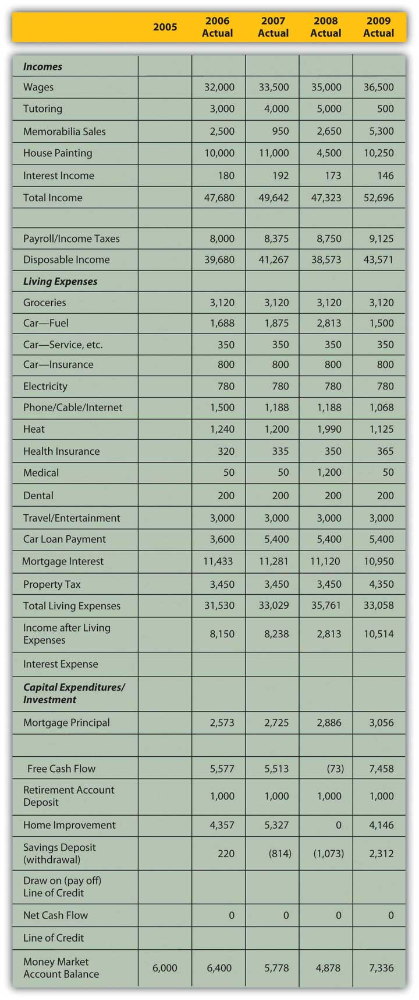 2005 2006 Actual 2007 Actual 2008 Actual 2009 Actual
Incomes
Wages 32,000 33,500 35,000 36,500
Tutoring 3,000 4,000 5,000 500
Memorabilia Sales 2,500 950 2,650 5,300
House Painting 10,000 11,000 4,500 10,250
Interest Income 180 192 173 146
Total Income 47,680 49,642 47,323 52,696
Payroll/Income Taxes 8,000 8,375 8,750 9,125
Disposable Income 39,680 41,267 38,573 43,571
Living Expenses
Groceries 3,120 3,120 3,120 3,120
Car—Fuel 1,688 1,875 2,813 1,500
Car—Service, etc. 350 350 350 350
Car—Insurance 800 800 800 800
Electricity 780 780 780 780
Phone/Cable/Internet 1,500 1,188 1,188 1,068
Heat 1,240 1,200 1,990 1,125
Health Insurance 320 335 350 365
Medical 50 50 1,200 50
Dental 200 200 200 200
Travel/Entertainment 3,000 3,000 3,000 3,000
Car Loan Payment 3,600 5,400 5,400 5,400
Mortgage Interest 11,433 11,281 11,120 10,950
Property Tax 3,450 3,450 3,450 4,350
Total Living Expenses 31,530 33,029 35,761 33,058
Income after Living
Expenses 8,150 8,238 2,813 10,514
Interest Expense
Capital Expenditures/
Investment
Mortgage Principal 2,573 2,725 2,886 3,056
Free Cash Flow 5,577 5,513 (73) 7,458
Retirement Account
Deposit 1,000 1,000 1,000 1,000
Home Improvement 4,357 5,327 0 4,146
Savings Deposit
(withdrawal) 220 (814) (1,073) 2,312
Draw on (pay off)
Line of Credit
Net Cash Flow 0 0 0 0
Line of Credit
Money Market
Account Balance 6,000 6,400 5,778 4,878 7,336